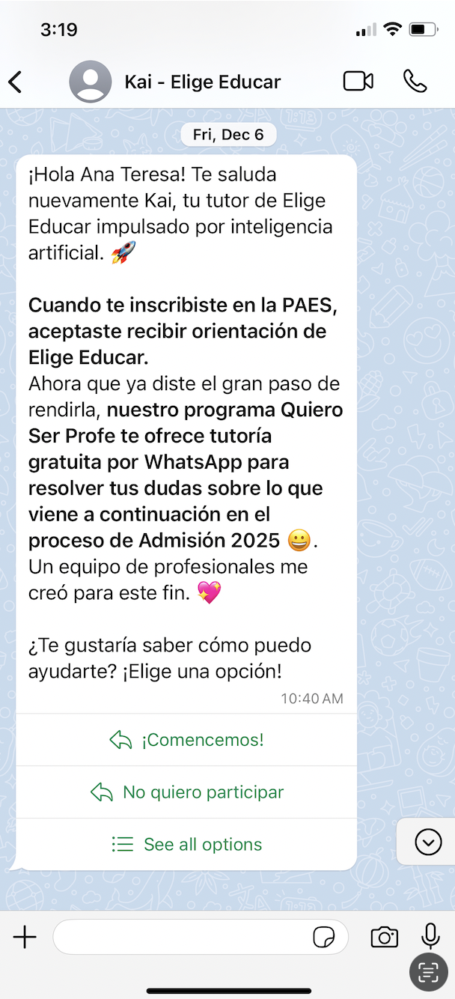 3:19
Kai - Elige Educar
Fri, Dec 6
¡Hola Ana Teresa! Te saluda
nuevamente Kai, tu tutor de Elige
Educar impulsado por inteligencia
artificial. 🚀
Cuando te inscribiste en la PAES,
aceptaste recibir orientación de
Elige Educar.
Ahora que ya diste el gran paso de
rendirla, nuestro programa Quiero
Ser Profe te ofrece tutoría
gratuita por WhatsApp para
resolver tus dudas sobre lo que
viene a continuación en el
proceso de Admisión 2025 😀.
Un equipo de profesionales me
creó para este fin. 💖
¿Te gustaría saber cómo puedo
ayudarte? ¡Elige una opción!
10:40 AM
¡Comencemos!
No quiero participar
See all options